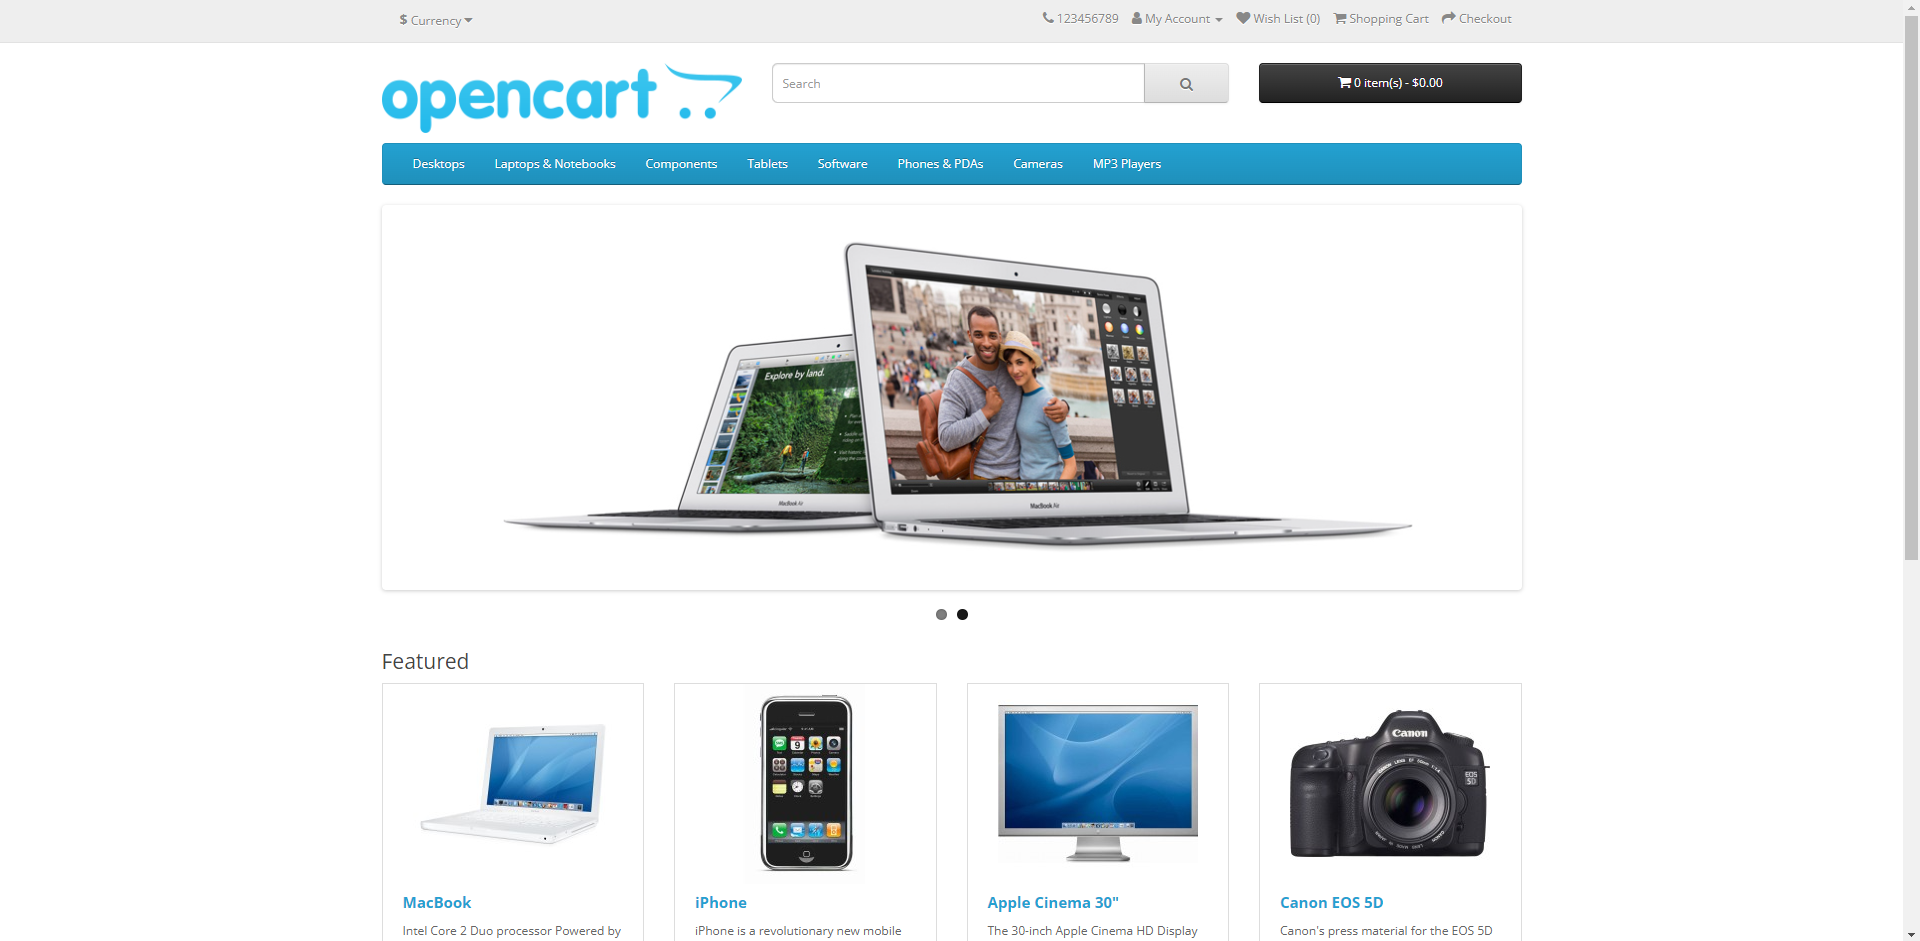 $ Currency
123456789 My Account Wish List (0) Shopping Cart Checkout
opencart
Search
0 item(s) - $0.00
Desktops Laptops & Notebooks Components Tablets Software Phones & PDAs Cameras MP3 Players
Explore by land.
MacBook Air
MacBook Air
Featured
Canon
EOS
5D
MacBook
iPhone
Apple Cinema 30"
Canon EOS 5D
Intel Core 2 Duo processor Powered by
iPhone is a revolutionary new mobile
The 30-inch Apple Cinema HD Display
Canon's press material for the EOS 5D